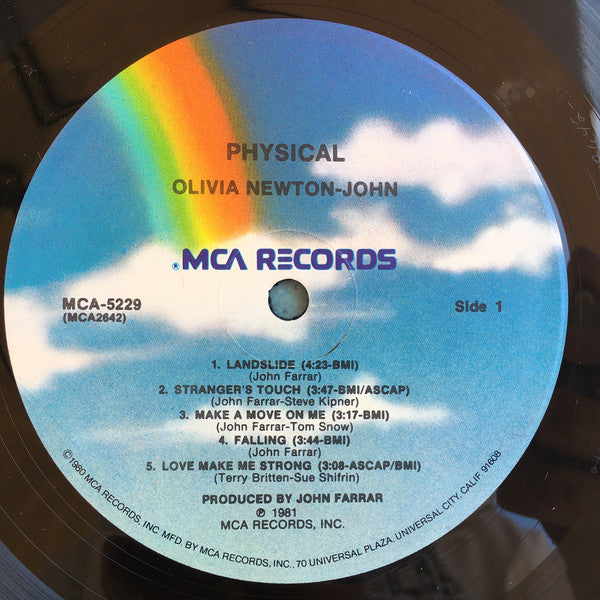 PHYSICAL
OLIVIA NEWTON-JOHN
MCA RECORDS
MCA-5229
(MCA2642)
Side 1
1. LANDSLIDE (4:23-BMI)
(John Farrar)
2. STRANGER'S TOUCH (3:47-BMI/ASCAP)
(John Farrar-Steve Kipner)
3. MAKE A MOVE ON ME (3:17-BMI)
(John Farrar-Tom Snow)
4. FALLING (3:44-BMI)
(John Farrar)
5. LOVE MAKE ME STRONG (3:08-ASCAP/BMI)
(Terry Britten-Sue Shifrin)
PRODUCED BY JOHN FARRAR
℗ 1981
MCA RECORDS, INC.
©1980 MCA RECORDS, INC. MFD. BY MCA RECORDS, INC., 70 UNIVERSAL PLAZA, UNIVERSAL CITY, CALIF. 91608